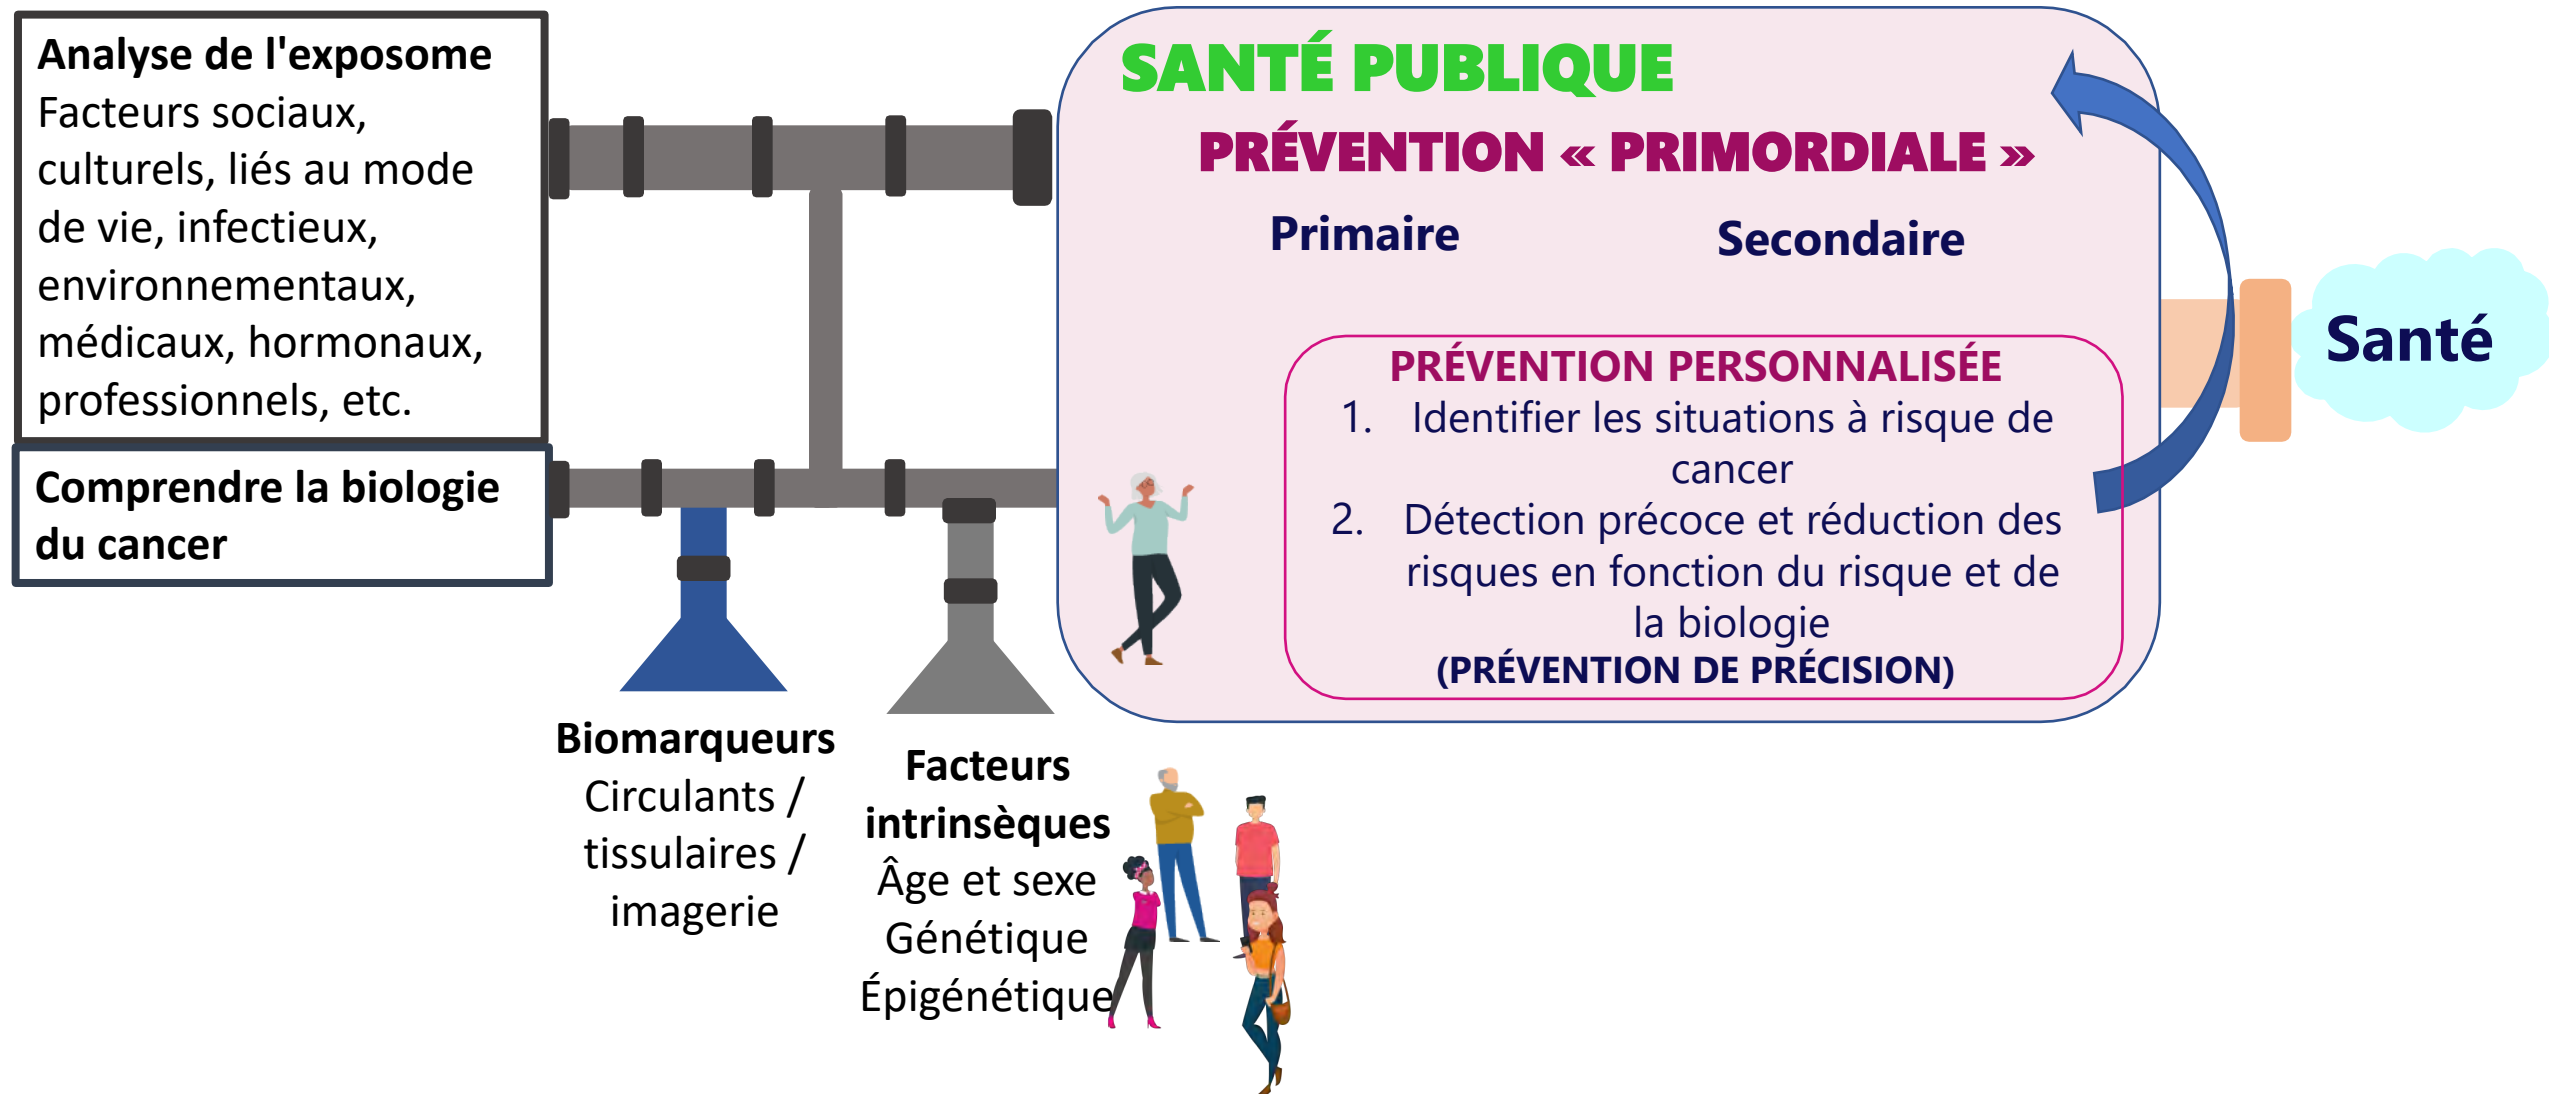 Analyse de l'exposome
Facteurs sociaux,
culturels, liés au mode
de vie, infectieux,
environnementaux,
médicaux, hormonaux,
professionnels, etc.
Comprendre la biologie
du cancer
Biomarqueurs
Circulants /
tissulaires /
imagerie
Facteurs
intrinsèques
Âge et sexe
Génétique
Épigénétique
SANTÉ PUBLIQUE
PRÉVENTION « PRIMORDIALE »
Primaire
Secondaire
PRÉVENTION PERSONNALISÉE
1. Identifier les situations à risque de
cancer
2. Détection précoce et réduction des
risques en fonction du risque et de
la biologie
(PRÉVENTION DE PRÉCISION)
Santé